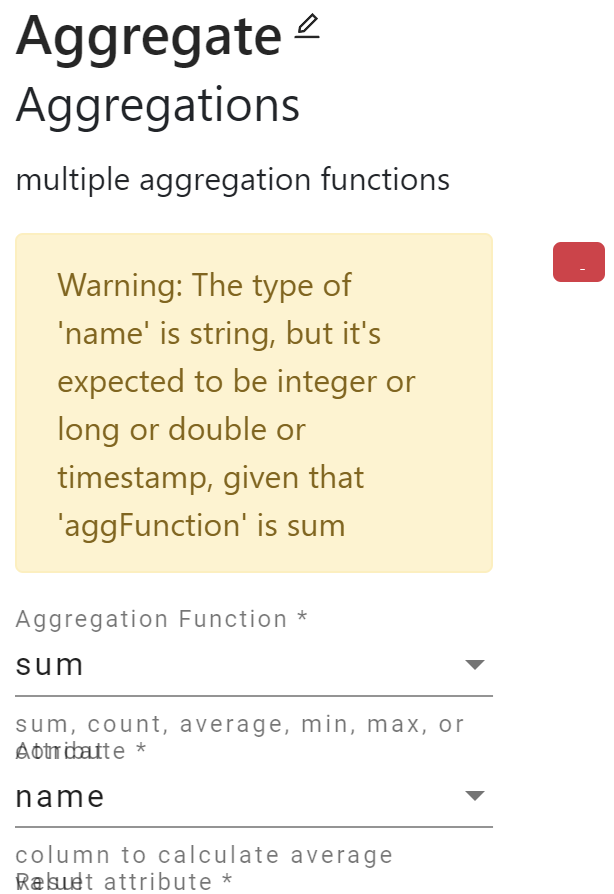 Aggregate
Aggregations
multiple aggregation functions
Warning: The type of
'name' is string, but it's
expected to be integer or
long or double or
timestamp, given that
'aggFunction' is sum
-
Aggregation Function *
sum
sum, count, average, min, max, or
concat
Attribute *
name
column to calculate average
value
Result attribute *